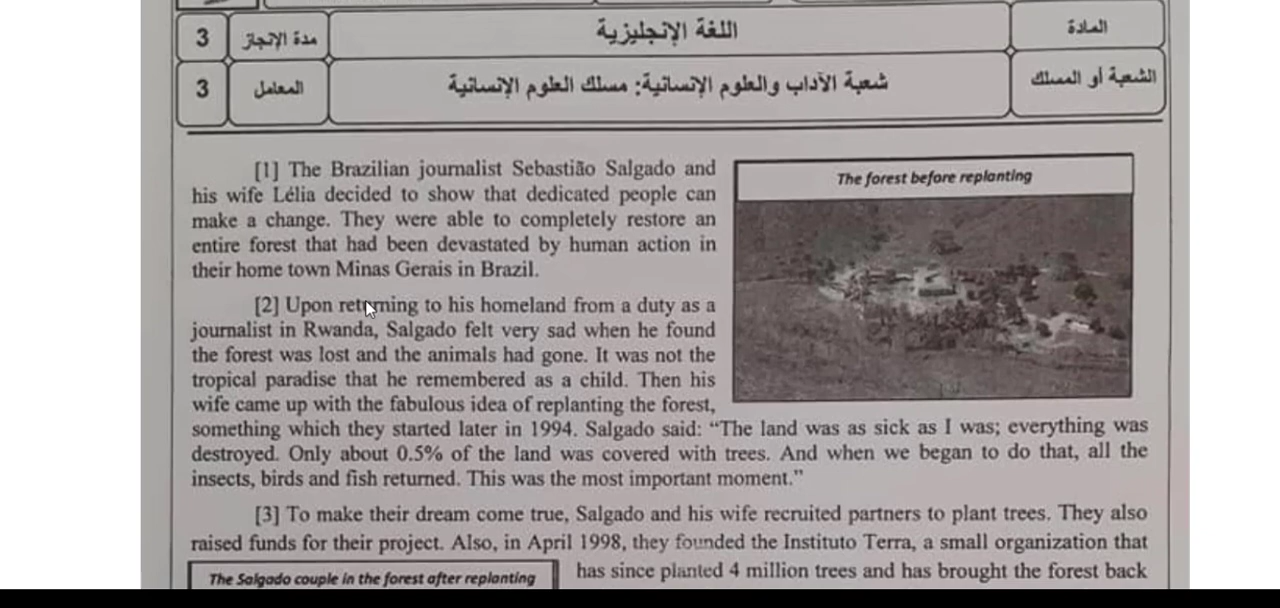 المادة
اللغة الإنجليزية
مدة الإنجاز
3
الشعبة أو المسلك
شعبة الآداب والعلوم الإنسانية: مسلك العلوم الإنسانية
المعامل
3
[1] The Brazilian journalist Sebastião Salgado and
his wife Lélia decided to show that dedicated people can
make a change. They were able to completely restore an
entire forest that had been devastated by human action in
their home town Minas Gerais in Brazil.
The forest before replanting
[2] Upon returning to his homeland from a duty as a
journalist in Rwanda, Salgado felt very sad when he found
the forest was lost and the animals had gone. It was not the
tropical paradise that he remembered as a child. Then his
wife came up with the fabulous idea of replanting the forest,
something which they started later in 1994. Salgado said: “The land was as sick as I was; everything was
destroyed. Only about 0.5% of the land was covered with trees. And when we began to do that, all the
insects, birds and fish returned. This was the most important moment.”
[3] To make their dream come true, Salgado and his wife recruited partners to plant trees. They also
raised funds for their project. Also, in April 1998, they founded the Instituto Terra, a small organization that
has since planted 4 million trees and has brought the forest back
The Salgado couple in the forest after replanting